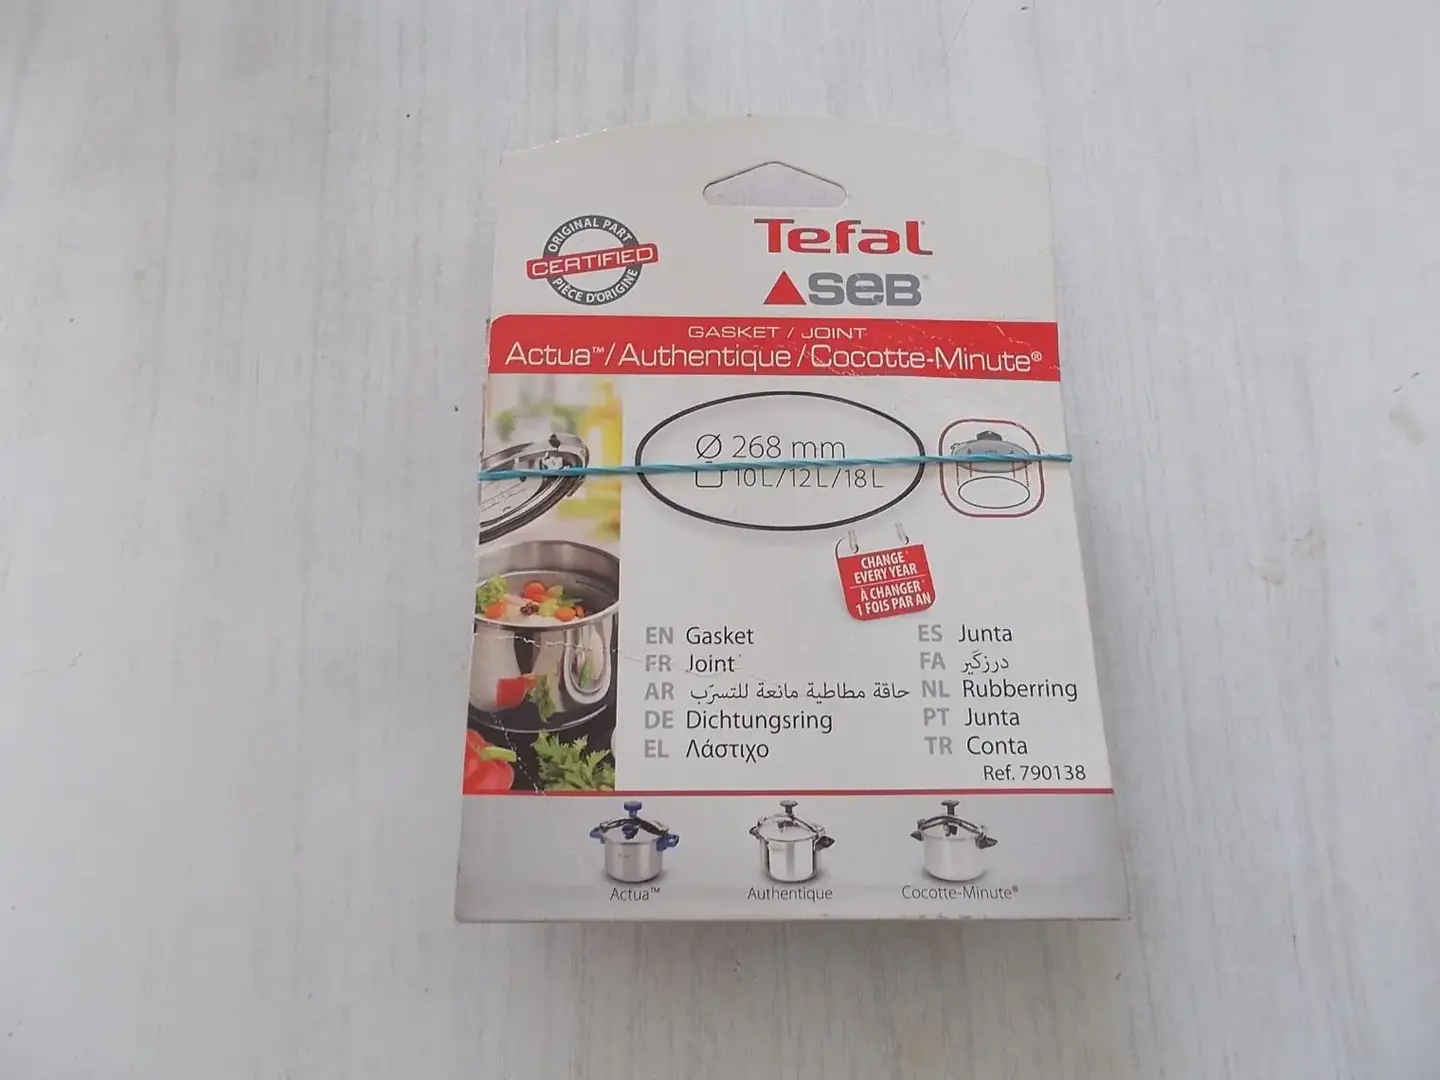 ORIGINAL PART
CERTIFIED
PIÈCE D'ORIGINE
Tefal
SEB
GASKET / JOINT
Actua™/Authentique/Cocotte-Minute®
Ø 268 mm
10L/12L/18L
CHANGE
EVERY YEAR
À CHANGER
1 FOIS PAR AN
EN Gasket
FR Joint
AR حافة مطاطية مانعة للتسرّب
DE Dichtungsring
EL Λάστιχο
ES Junta
FA درزگیر
NL Rubberring
PT Junta
TR Conta
Ref. 790138
Actua™
Authentique
Cocotte-Minute®